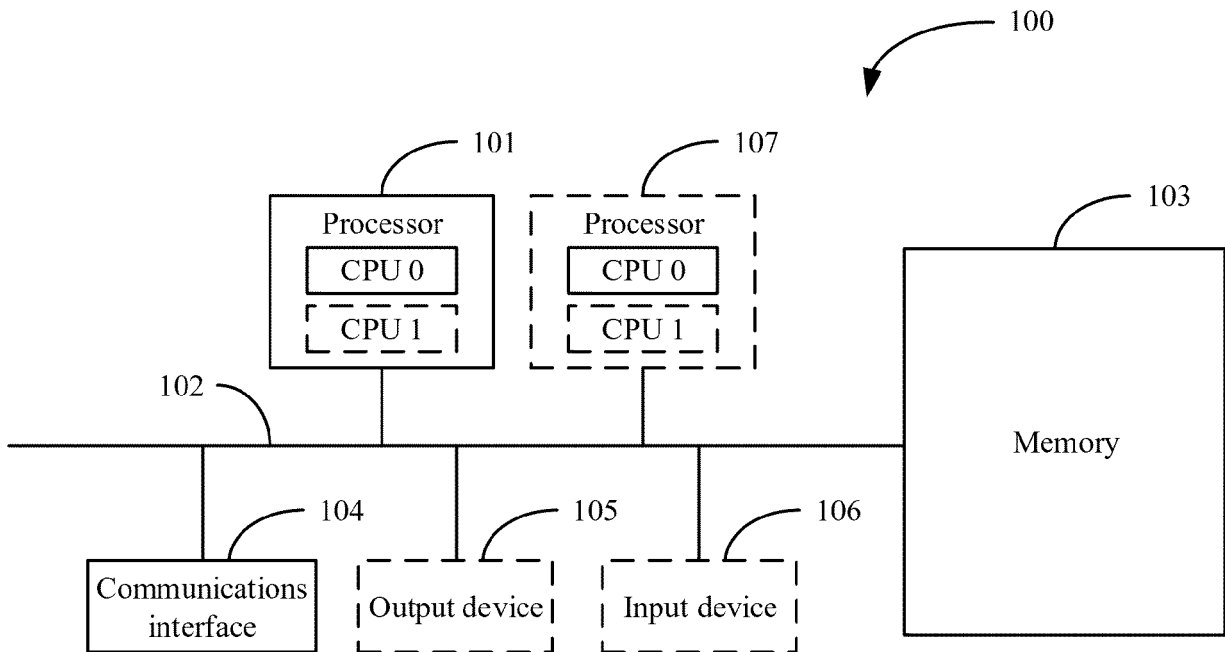 100
101
107
103
Processor
CPU 0
CPU 1
Processor
CPU 0
CPU 1
102
Memory
104
105
106
Communications
interface
Output device
Input device